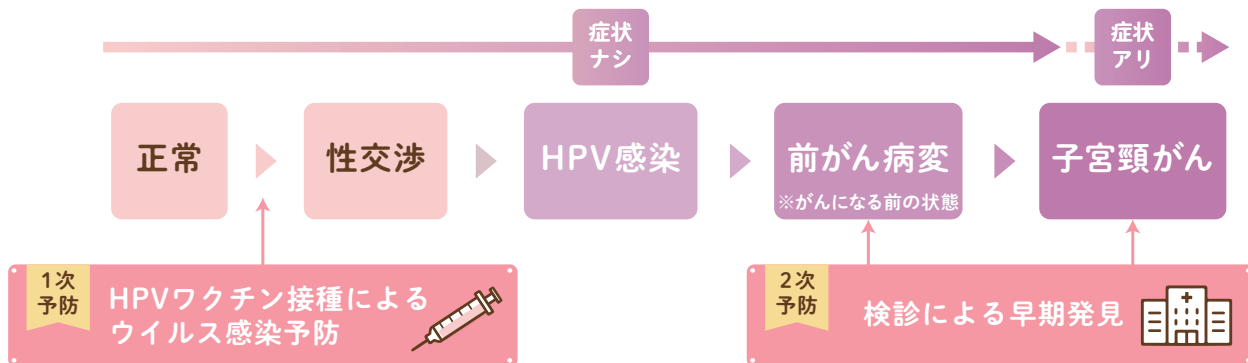 症状
ナシ
症状
アリ
正常
性交渉
HPV感染
前がん病変
※がんになる前の状態
子宮頸がん
1次
予防
HPVワクチン接種による
ウイルス感染予防
2次
予防
検診による早期発見